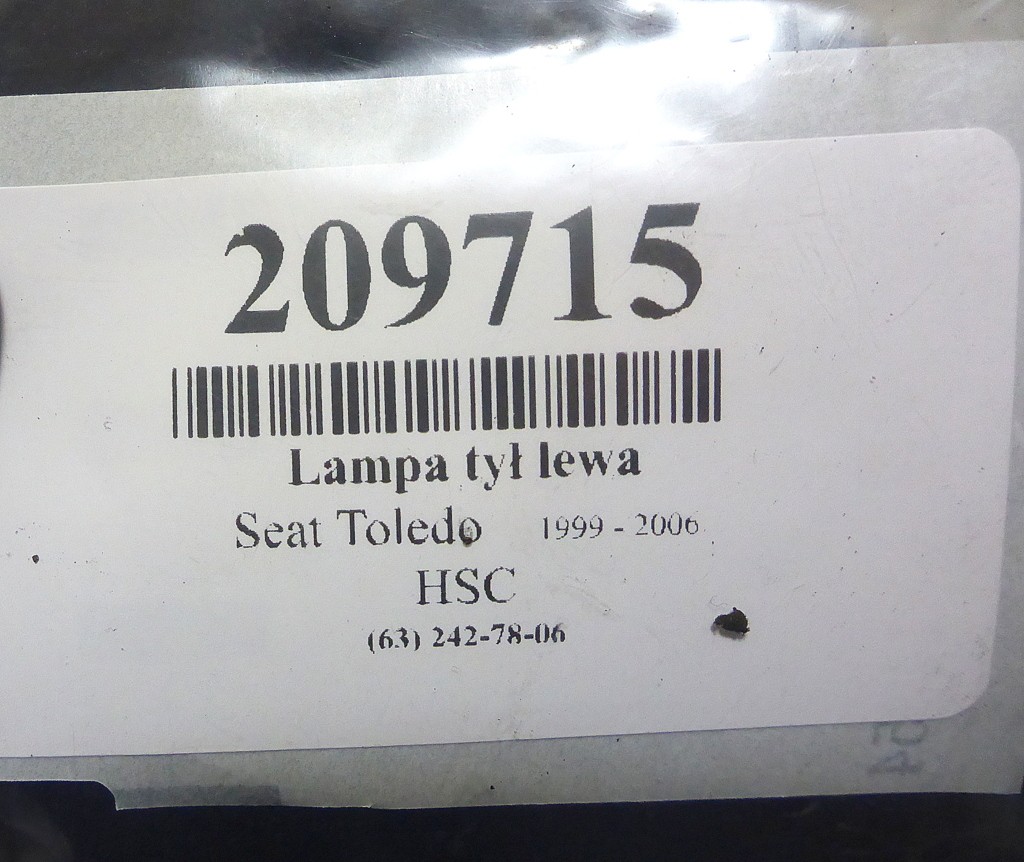 209715
Lampa tył lewa
Seat Toledo 1999 - 2006
HSC
(63) 242-78-06